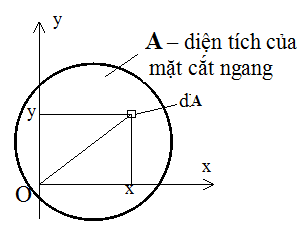 y
A – diện tích của
mặt cắt ngang
y
dA
x
O
x